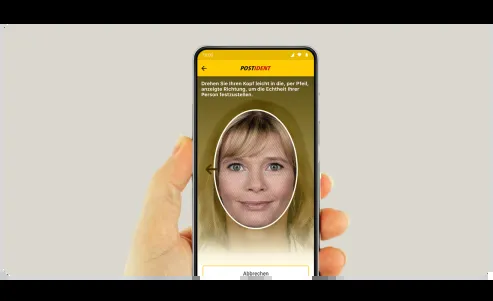 POSTIDENT
Drehen Sie Ihren Kopf leicht in die, per Pfeil,
anzeigte Richtung, um die Echtheit Ihrer
Person festzustellen.
Abbrechen